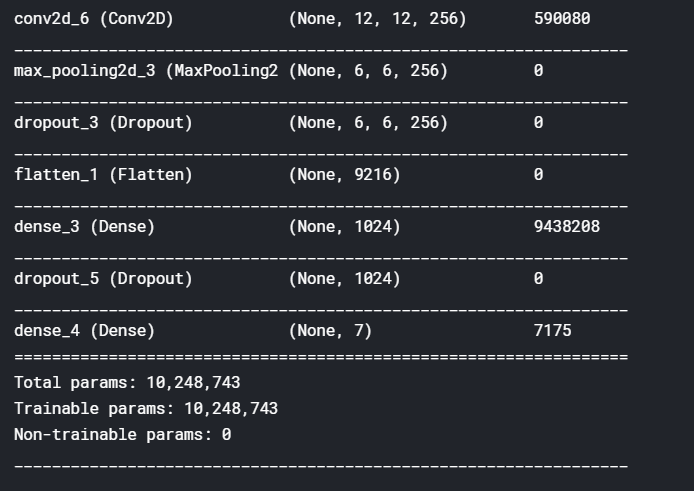 conv2d_6 (Conv2D)            (None, 12, 12, 256)       590080
_________________________________________________________________
max_pooling2d_3 (MaxPooling2 (None, 6, 6, 256)         0
_________________________________________________________________
dropout_3 (Dropout)          (None, 6, 6, 256)         0
_________________________________________________________________
flatten_1 (Flatten)          (None, 9216)              0
_________________________________________________________________
dense_3 (Dense)              (None, 1024)              9438208
_________________________________________________________________
dropout_5 (Dropout)          (None, 1024)              0
_________________________________________________________________
dense_4 (Dense)              (None, 7)                 7175
=================================================================
Total params: 10,248,743
Trainable params: 10,248,743
Non-trainable params: 0
_________________________________________________________________